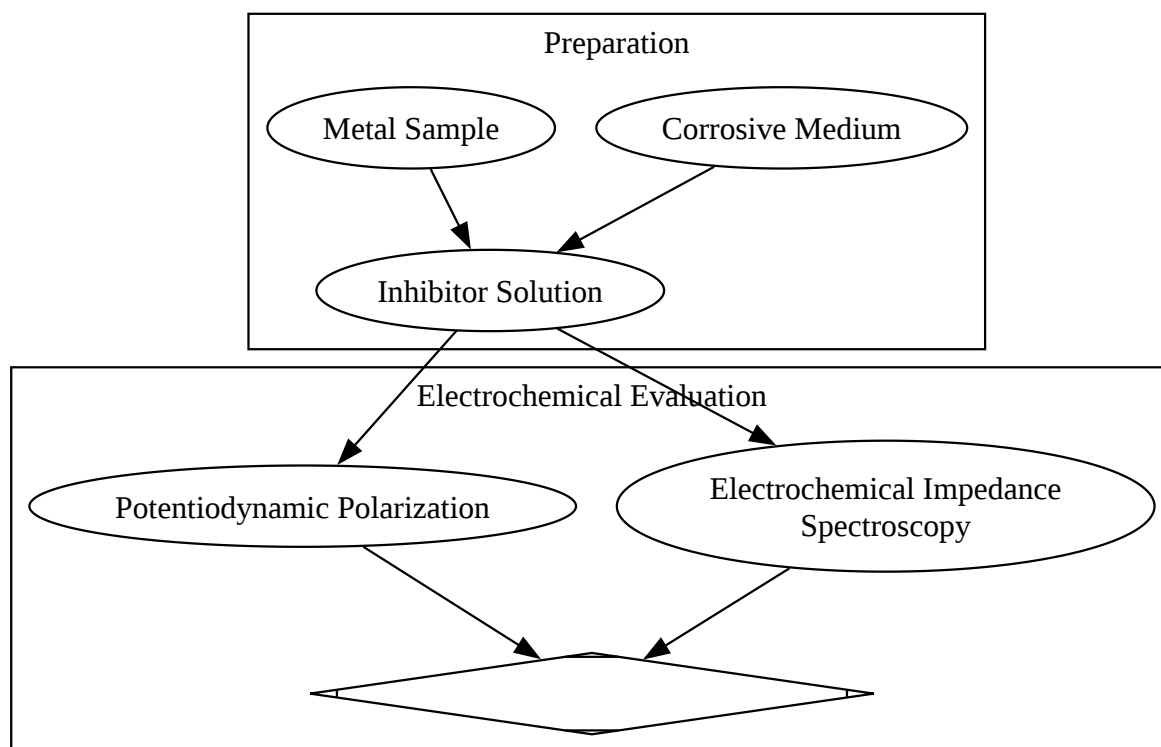 Preparation
Metal Sample
Corrosive Medium
Inhibitor Solution
Electrochemical Evaluation
Potentiodynamic Polarization
Electrochemical Impedance
Spectroscopy